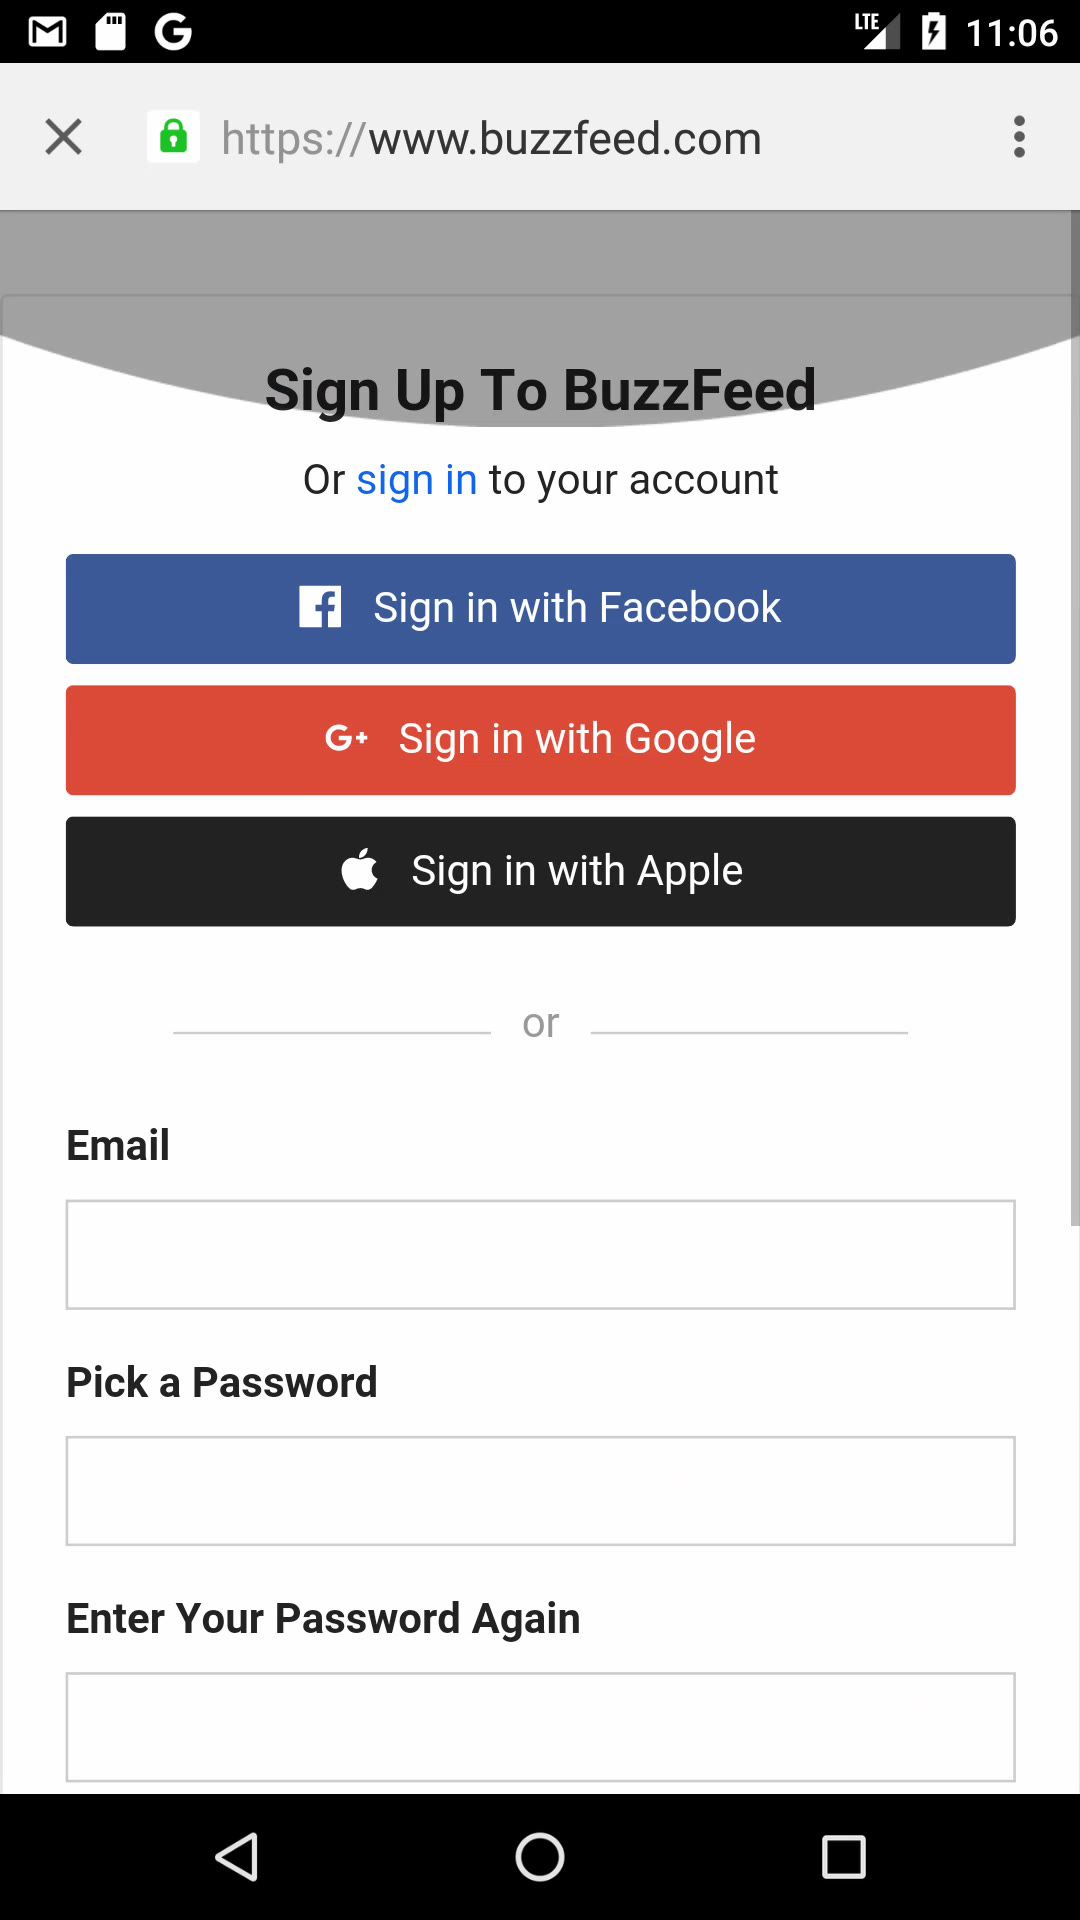 LTE 11:06
https://www.buzzfeed.com
Sign Up To BuzzFeed
Or sign in to your account
Sign in with Facebook
G+ Sign in with Google
Sign in with Apple
or
Email
Pick a Password
Enter Your Password Again